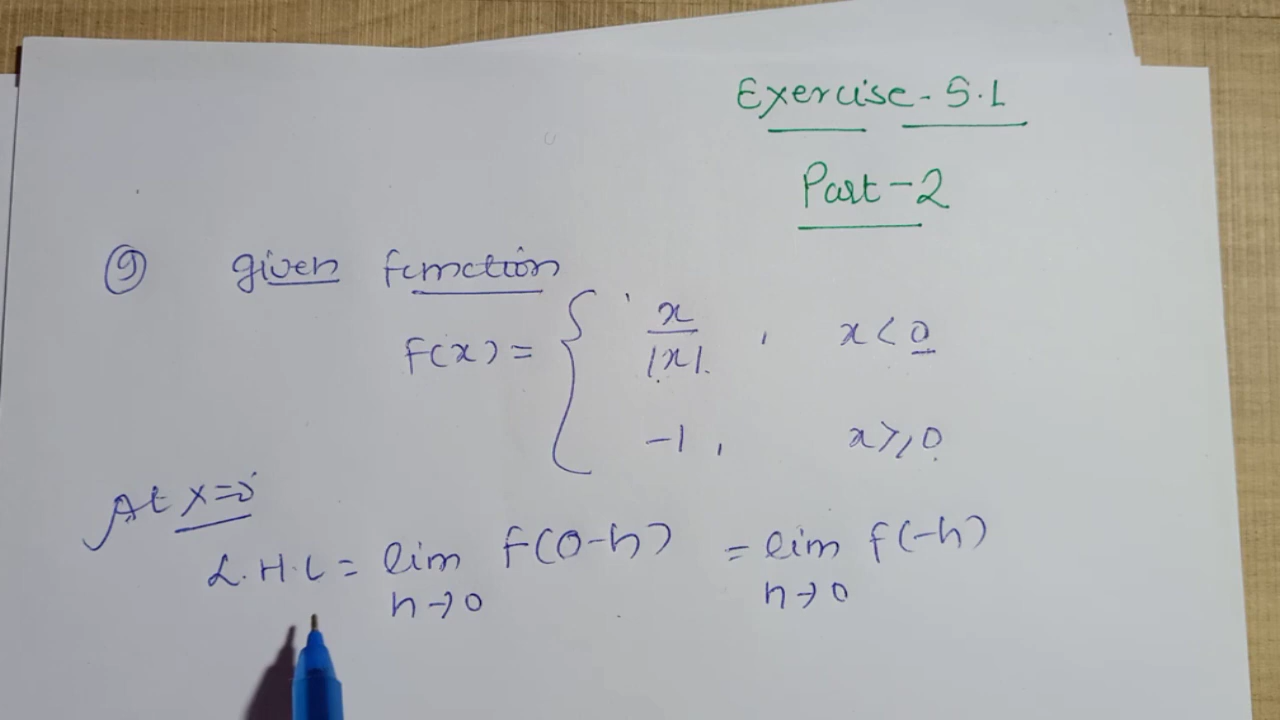 Exercise - 5.1
Part - 2
⑨ given function
f(x) = { x/|x| , x < 0
-1 , x ≥ 0
At x=0
L.H.L = lim f(0-h) = lim f(-h)
h→0 h→0